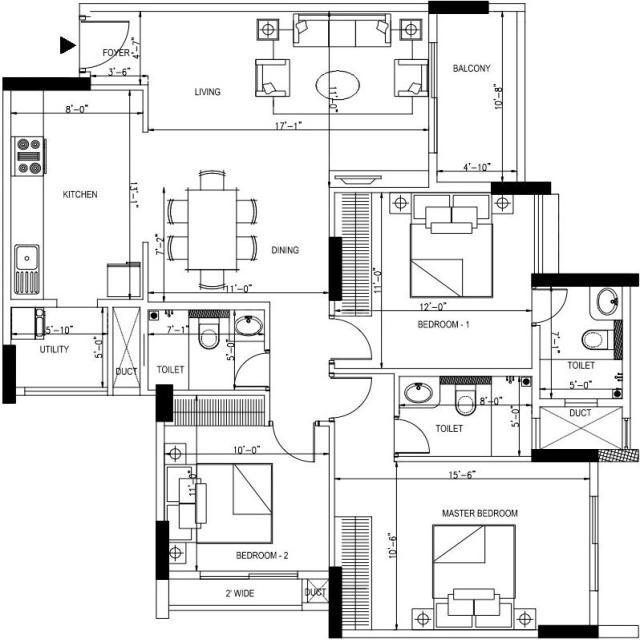 FOYER
4'-7"
3'-6"
LIVING
11'-0"
17'-1"
BALCONY
10'-8"
4'-10"
8'-0"
KITCHEN
13'-1"
7'-2"
DINING
11'-0"
11'-0"
12'-0"
BEDROOM - 1
7'-1"
TOILET
5'-0"
DUCT
5'-10"
5'-0"
UTILITY
DUCT
7'-1"
5'-0"
TOILET
8'-0"
5'-0"
TOILET
10'-0"
11'-0"
BEDROOM - 2
2' WIDE
DUCT
15'-6"
MASTER BEDROOM
10'-6"